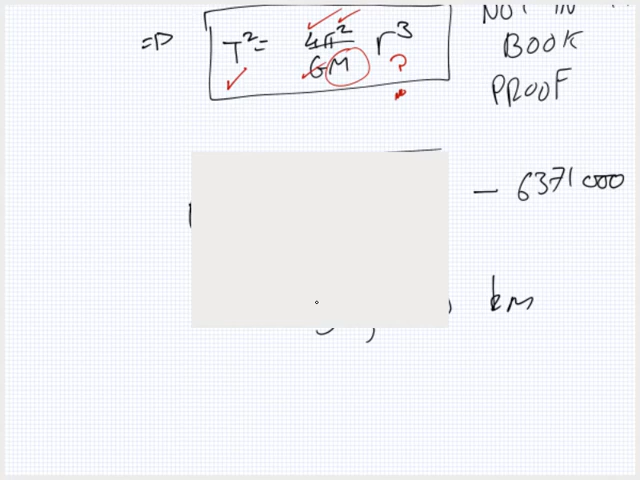 NOT IN
=> T² = 4π²/GM r³ ?
BOOK
PROOF
- 6371000
km